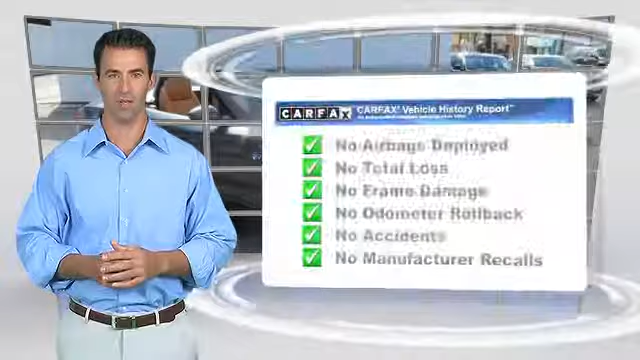 CARFAX CARFAX® Vehicle History Report™
No Airbags Deployed
No Total Loss
No Frame Damage
No Odometer Rollback
No Accidents
No Manufacturer Recalls